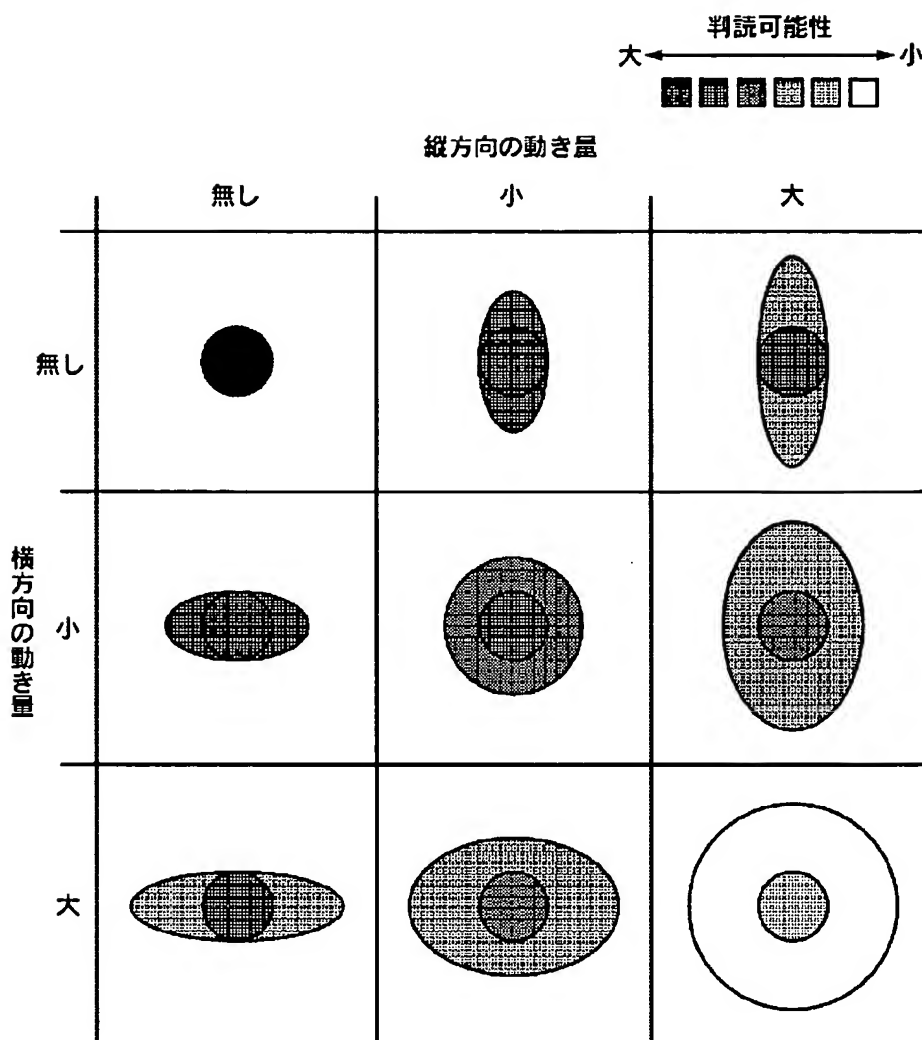 判読可能性
大 小
縦方向の動き量
無し 小 大
無し
横方向の動き量
小
大